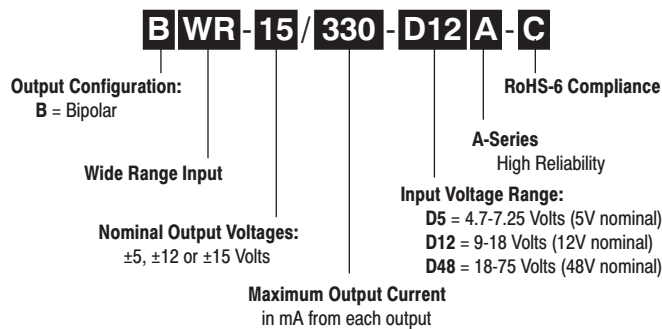 B WR - 15 / 330 - D12 A - C
Output Configuration:
B = Bipolar
RoHS-6 Compliance
A-Series
High Reliability
Wide Range Input
Input Voltage Range:
D5 = 4.7-7.25 Volts (5V nominal)
D12 = 9-18 Volts (12V nominal)
D48 = 18-75 Volts (48V nominal)
Nominal Output Voltages:
±5, ±12 or ±15 Volts
Maximum Output Current
in mA from each output